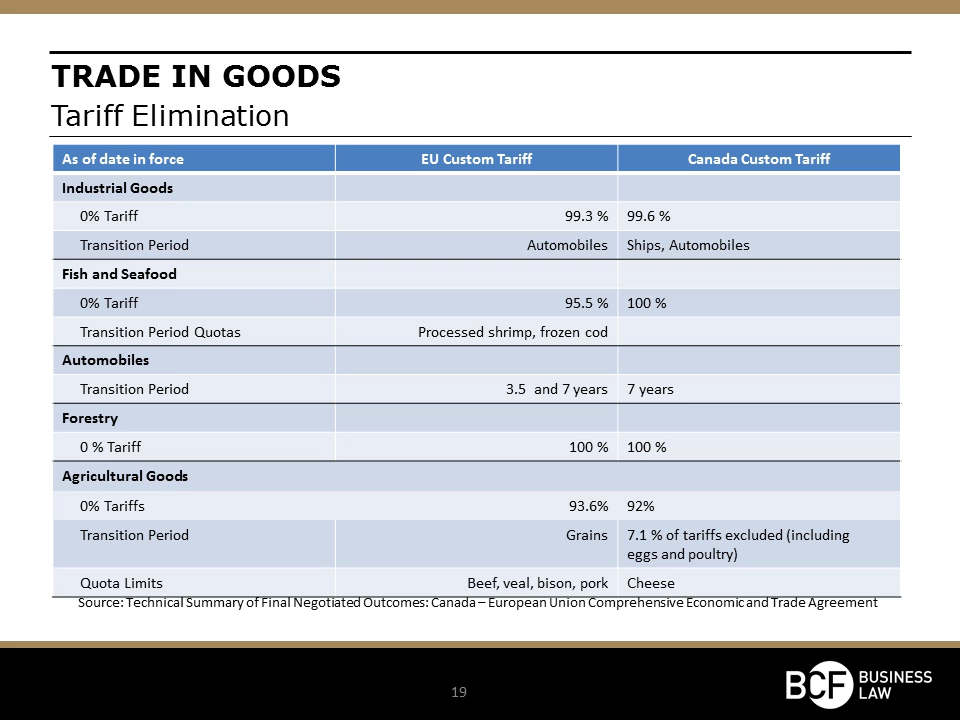 TRADE IN GOODS
Tariff Elimination
As of date in force EU Custom Tariff Canada Custom Tariff
Industrial Goods
0% Tariff 99.3 % 99.6 %
Transition Period Automobiles Ships, Automobiles
Fish and Seafood
0% Tariff 95.5 % 100 %
Transition Period Quotas Processed shrimp, frozen cod
Automobiles
Transition Period 3.5 and 7 years 7 years
Forestry
0 % Tariff 100 % 100 %
Agricultural Goods
0% Tariffs 93.6% 92%
Transition Period Grains 7.1 % of tariffs excluded (including
eggs and poultry)
Quota Limits Beef, veal, bison, pork Cheese
Source: Technical Summary of Final Negotiated Outcomes: Canada – European Union Comprehensive Economic and Trade Agreement
19
BCF BUSINESS
LAW